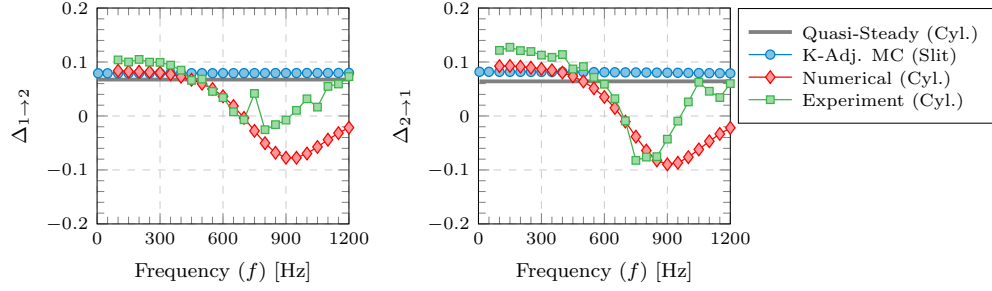 0.2
0.1
0
−0.1
−0.2
Δ1→2
0 300 600 900 1200
Frequency (f) [Hz]
0.2
0.1
0
−0.1
−0.2
Δ2→1
0 300 600 900 1200
Frequency (f) [Hz]
Quasi-Steady (Cyl.)
K-Adj. MC (Slit)
Numerical (Cyl.)
Experiment (Cyl.)